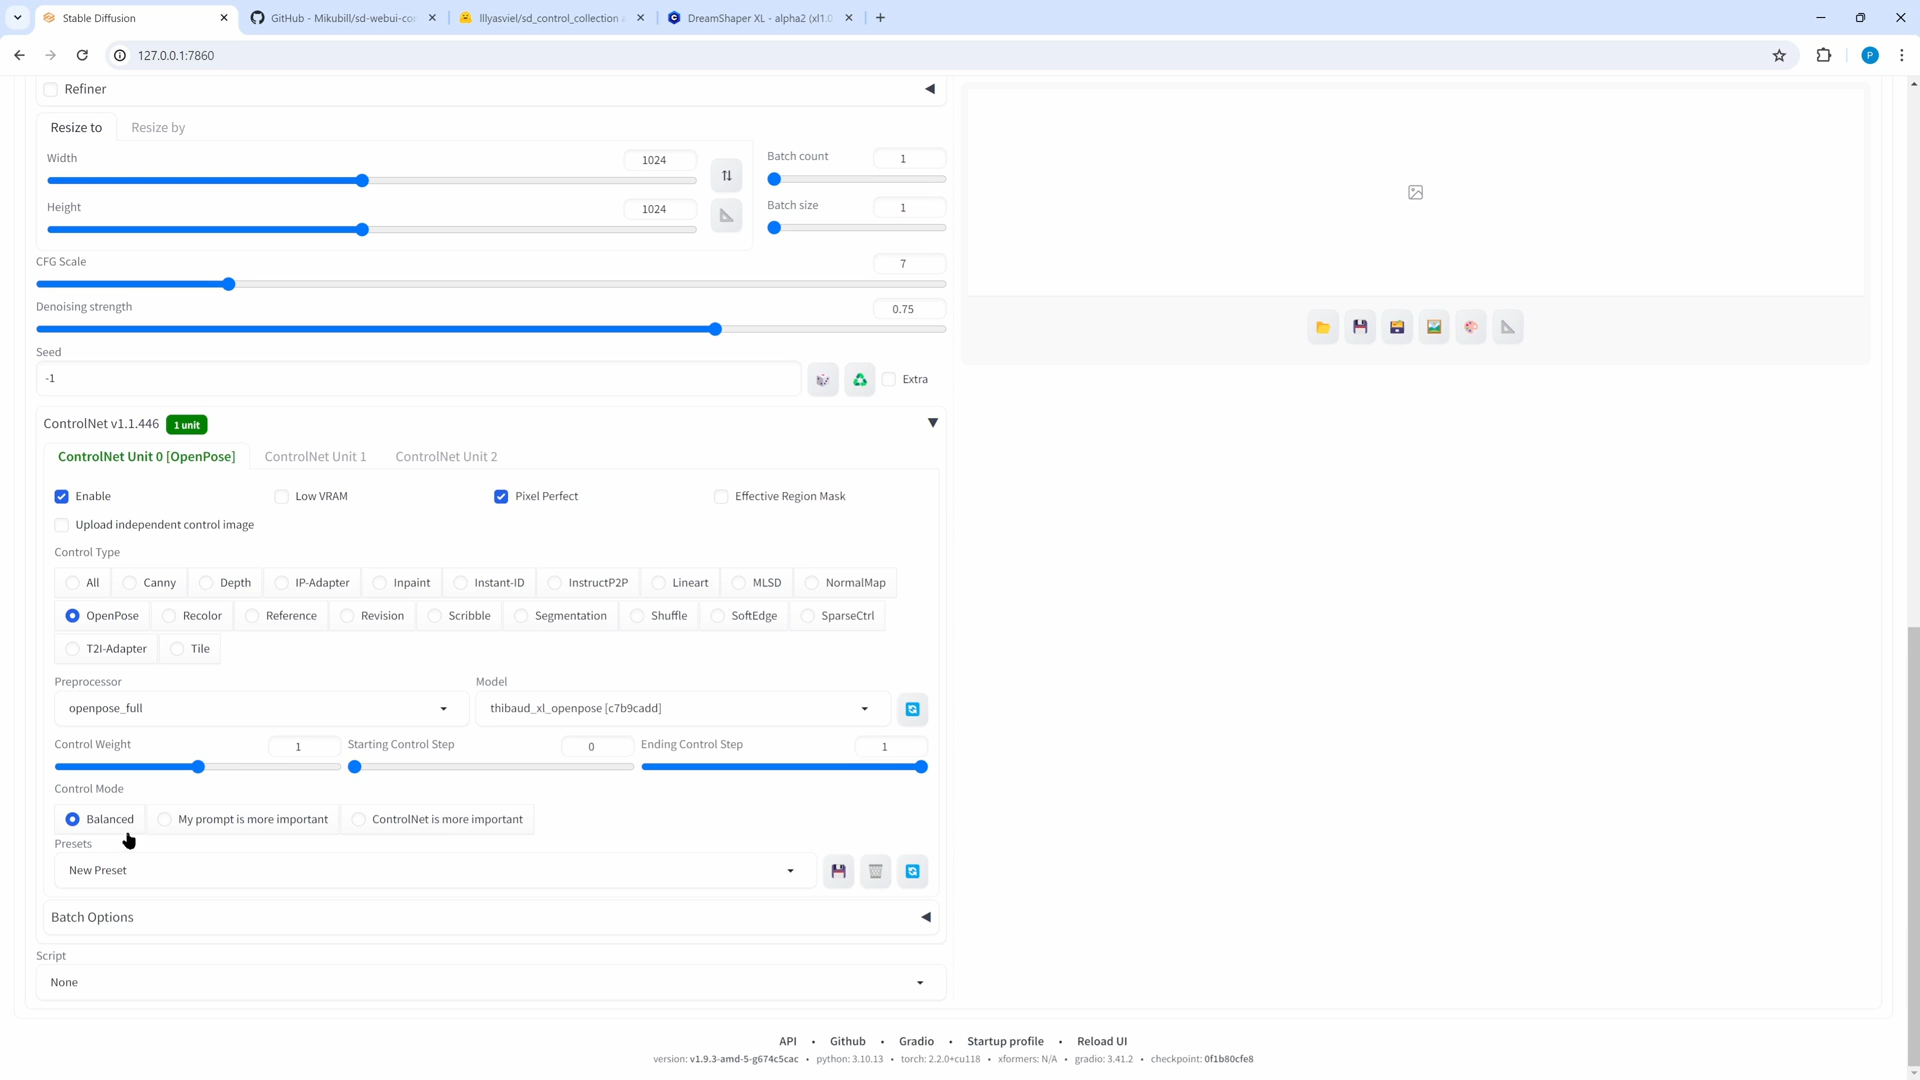 Stable Diffusion
GitHub - Mikubill/sd-webui-con
lllyasviel/sd_control_collection a
DreamShaper XL - alpha2 (xl1.0
127.0.0.1:7860
P
Refiner
Resize to
Resize by
Width
1024
Height
1024
Batch count
1
Batch size
1
CFG Scale
7
Denoising strength
0.75
Seed
-1
Extra
ControlNet v1.1.446
1 unit
ControlNet Unit 0 [OpenPose]
ControlNet Unit 1
ControlNet Unit 2
Enable
Low VRAM
Pixel Perfect
Effective Region Mask
Upload independent control image
Control Type
All
Canny
Depth
IP-Adapter
Inpaint
Instant-ID
InstructP2P
Lineart
MLSD
NormalMap
OpenPose
Recolor
Reference
Revision
Scribble
Segmentation
Shuffle
SoftEdge
SparseCtrl
T2I-Adapter
Tile
Preprocessor
openpose_full
Model
thibaud_xl_openpose [c7b9cadd]
Control Weight
1
Starting Control Step
0
Ending Control Step
1
Control Mode
Balanced
My prompt is more important
ControlNet is more important
Presets
New Preset
Batch Options
Script
None
API • Github • Gradio • Startup profile • Reload UI
version: v1.9.3-amd-5-g674c5cac • python: 3.10.13 • torch: 2.2.0+cu118 • xformers: N/A • gradio: 3.41.2 • checkpoint: 0f1b80cfe8